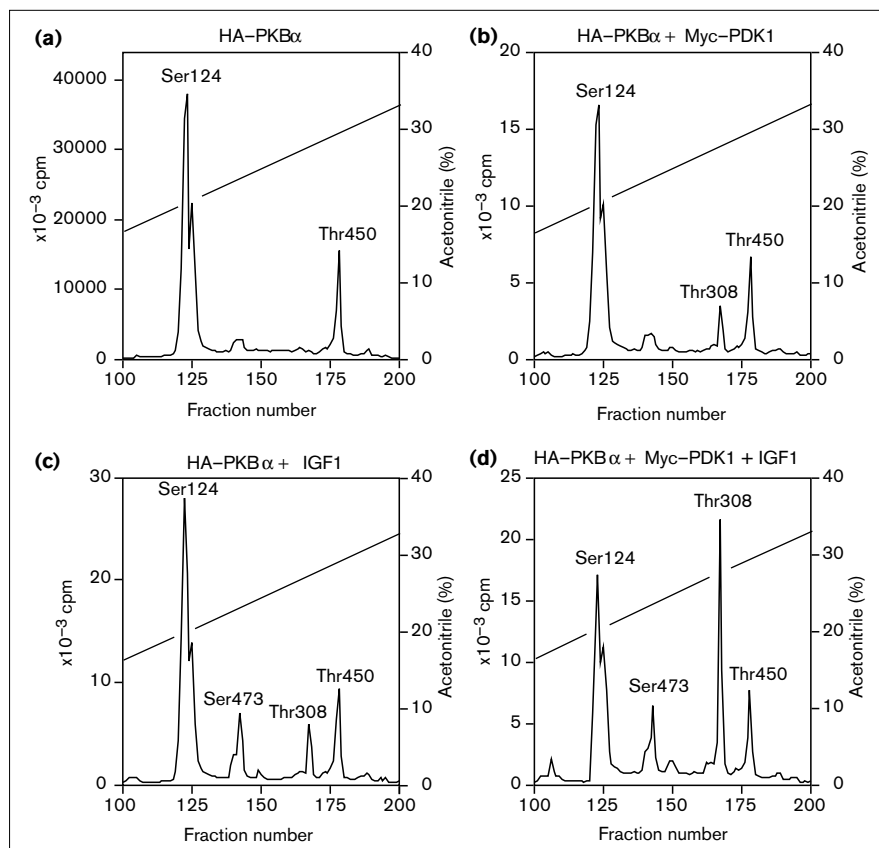 (a)
HA–PKBα
Ser124
Thr450
40000
30000
20000
10000
0
x10⁻³ cpm
40
30
20
10
0
Acetonitrile (%)
100 125 150 175 200
Fraction number
(b)
HA–PKBα + Myc–PDK1
Ser124
Thr450
Thr308
20
15
10
5
0
x10⁻³ cpm
40
30
20
10
0
Acetonitrile (%)
100 125 150 175 200
Fraction number
(c)
HA–PKBα + IGF1
Ser124
Ser473
Thr308
Thr450
30
20
10
0
x10⁻³ cpm
40
30
20
10
0
Acetonitrile (%)
100 125 150 175 200
Fraction number
(d)
HA–PKBα + Myc–PDK1 + IGF1
Thr308
Ser124
Ser473
Thr450
25
20
15
10
5
0
x10⁻³ cpm
40
30
20
10
0
Acetonitrile (%)
100 125 150 175 200
Fraction number